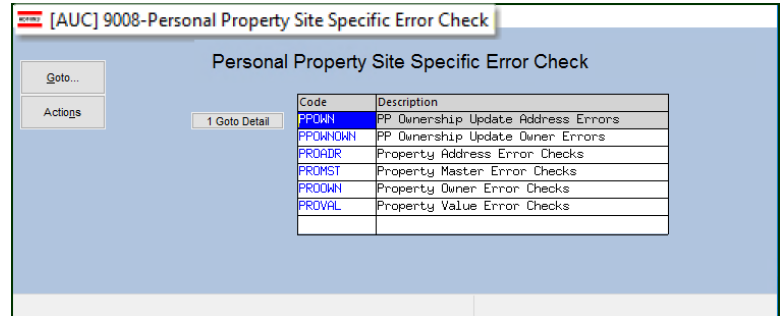 [AUC] 9008-Personal Property Site Specific Error Check
Personal Property Site Specific Error Check
Goto...
Actions
1 Goto Detail
Code Description
PPOWN PP Ownership Update Address Errors
PPOWNOWN PP Ownership Update Owner Errors
PROADR Property Address Error Checks
PROMST Property Master Error Checks
PROOWN Property Owner Error Checks
PROVAL Property Value Error Checks